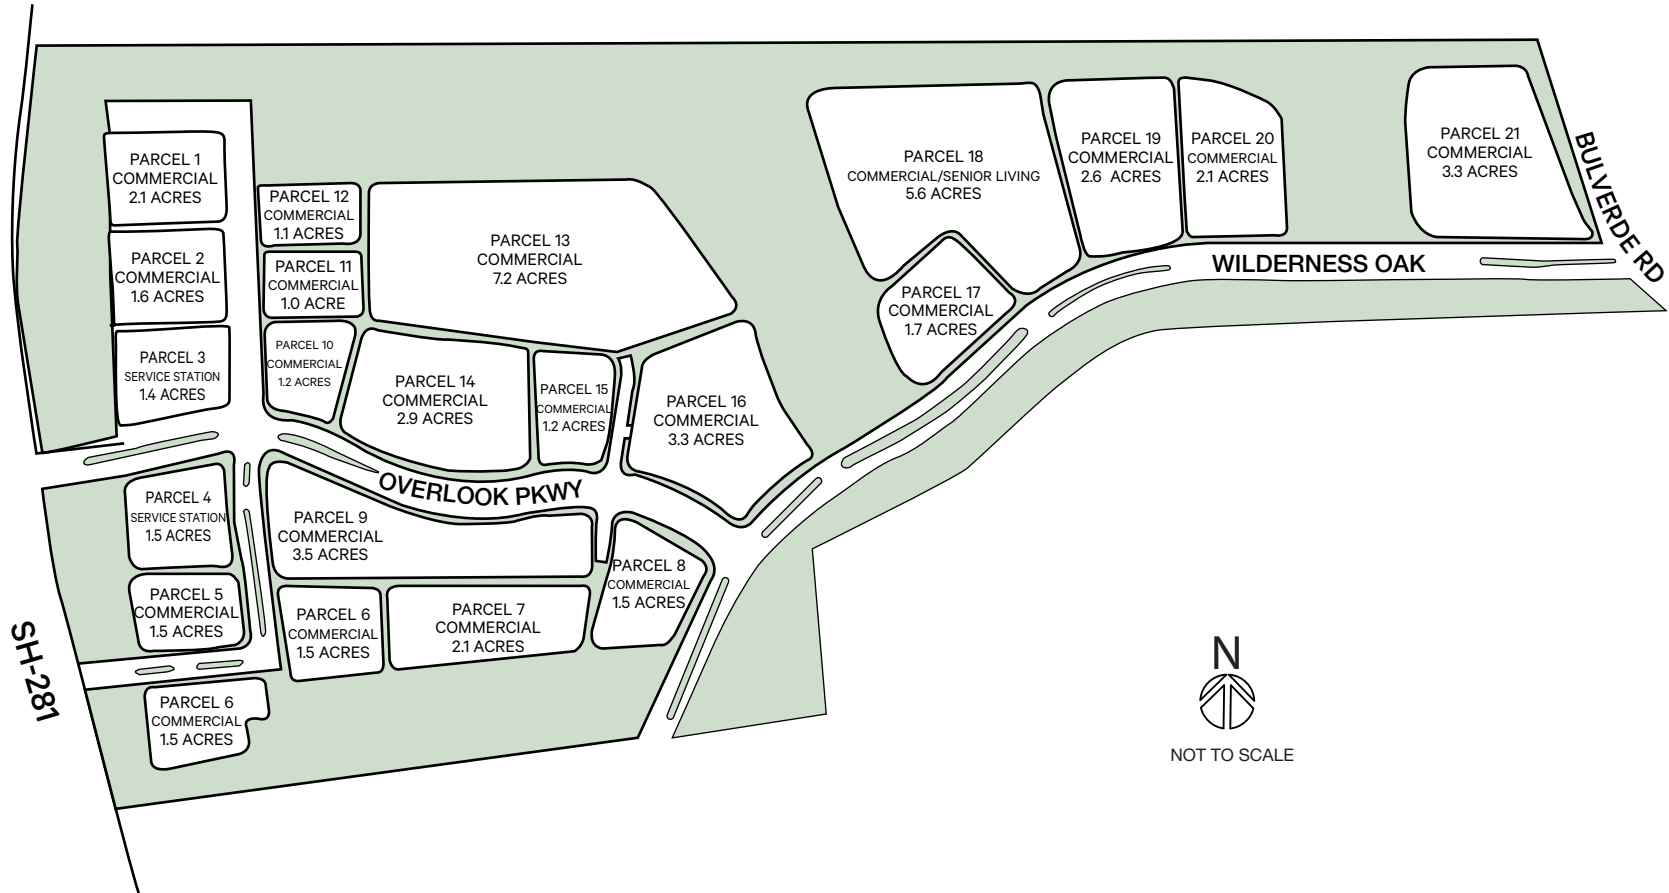 PARCEL 1
COMMERCIAL
2.1 ACRES
PARCEL 2
COMMERCIAL
1.6 ACRES
PARCEL 3
SERVICE STATION
1.4 ACRES
PARCEL 12
COMMERCIAL
1.1 ACRES
PARCEL 11
COMMERCIAL
1.0 ACRE
PARCEL 10
COMMERCIAL
1.2 ACRES
PARCEL 13
COMMERCIAL
7.2 ACRES
PARCEL 14
COMMERCIAL
2.9 ACRES
PARCEL 15
COMMERCIAL
1.2 ACRES
PARCEL 16
COMMERCIAL
3.3 ACRES
PARCEL 18
COMMERCIAL/SENIOR LIVING
5.6 ACRES
PARCEL 17
COMMERCIAL
1.7 ACRES
PARCEL 19
COMMERCIAL
2.6 ACRES
PARCEL 20
COMMERCIAL
2.1 ACRES
PARCEL 21
COMMERCIAL
3.3 ACRES
BULVERDE RD
WILDERNESS OAK
OVERLOOK PKWY
PARCEL 4
SERVICE STATION
1.5 ACRES
PARCEL 5
COMMERCIAL
1.5 ACRES
PARCEL 9
COMMERCIAL
3.5 ACRES
PARCEL 6
COMMERCIAL
1.5 ACRES
PARCEL 7
COMMERCIAL
2.1 ACRES
PARCEL 8
COMMERCIAL
1.5 ACRES
PARCEL 6
COMMERCIAL
1.5 ACRES
SH-281
N
NOT TO SCALE